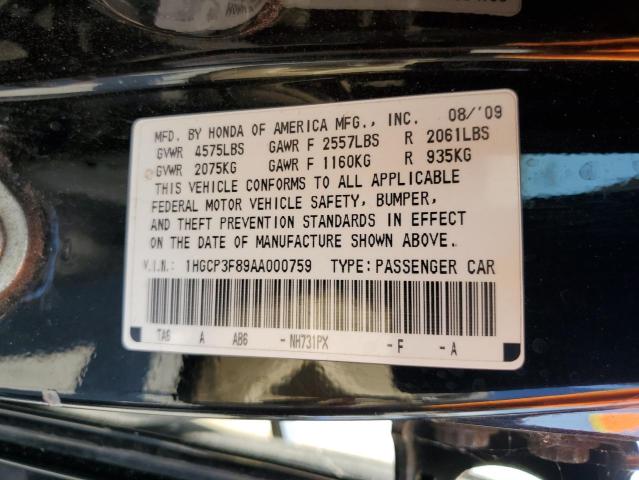 MFD. BY HONDA OF AMERICA MFG., INC. 08/'09
GVWR 4575LBS GAWR F 2557LBS R 2061LBS
GVWR 2075KG GAWR F 1160KG R 935KG
THIS VEHICLE CONFORMS TO ALL APPLICABLE
FEDERAL MOTOR VEHICLE SAFETY, BUMPER,
AND THEFT PREVENTION STANDARDS IN EFFECT
ON THE DATE OF MANUFACTURE SHOWN ABOVE.
V.I.N.: 1HGCP3F89AA000759 TYPE:PASSENGER CAR
TA6 A AB6 -NH731PX -F -A